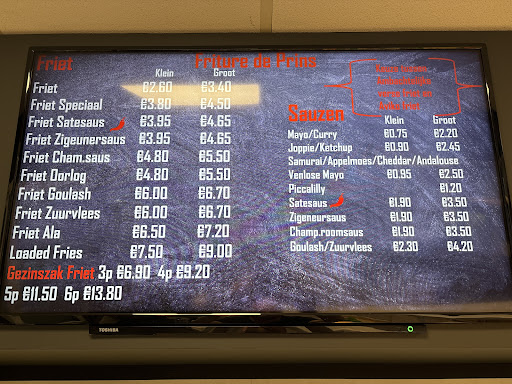 Friet
Friture de Prins
Klein Groot
Friet €2.60 €3.40
Friet Speciaal €3.80 €4.50
Friet Satesaus €3.95 €4.65
Friet Zigeunersaus €3.95 €4.65
Friet Cham.saus €4.80 €5.50
Friet Oorlog €4.80 €5.50
Friet Goulash €6.00 €6.70
Friet Zuurvlees €6.00 €6.70
Friet Ala €6.50 €7.20
Loaded Fries €7.50 €9.00
Gezinszak Friet 3p €6.90 4p €9.20
5p €11.50 6p €13.80
Sauzen
Klein Groot
Mayo/Curry €0.75 €2.20
Joppie/Ketchup €0.90 €2.45
Samurai/Appelmoes/Cheddar/Andalouse
Venlose Mayo €0.95 €2.50
Piccalilly €1.20
Satesaus €1.90 €3.50
Zigeunersaus €1.90 €3.50
Champ.roomsaus €1.90 €3.50
Goulash/Zuurvlees €2.30 €4.20
TOSHIBA